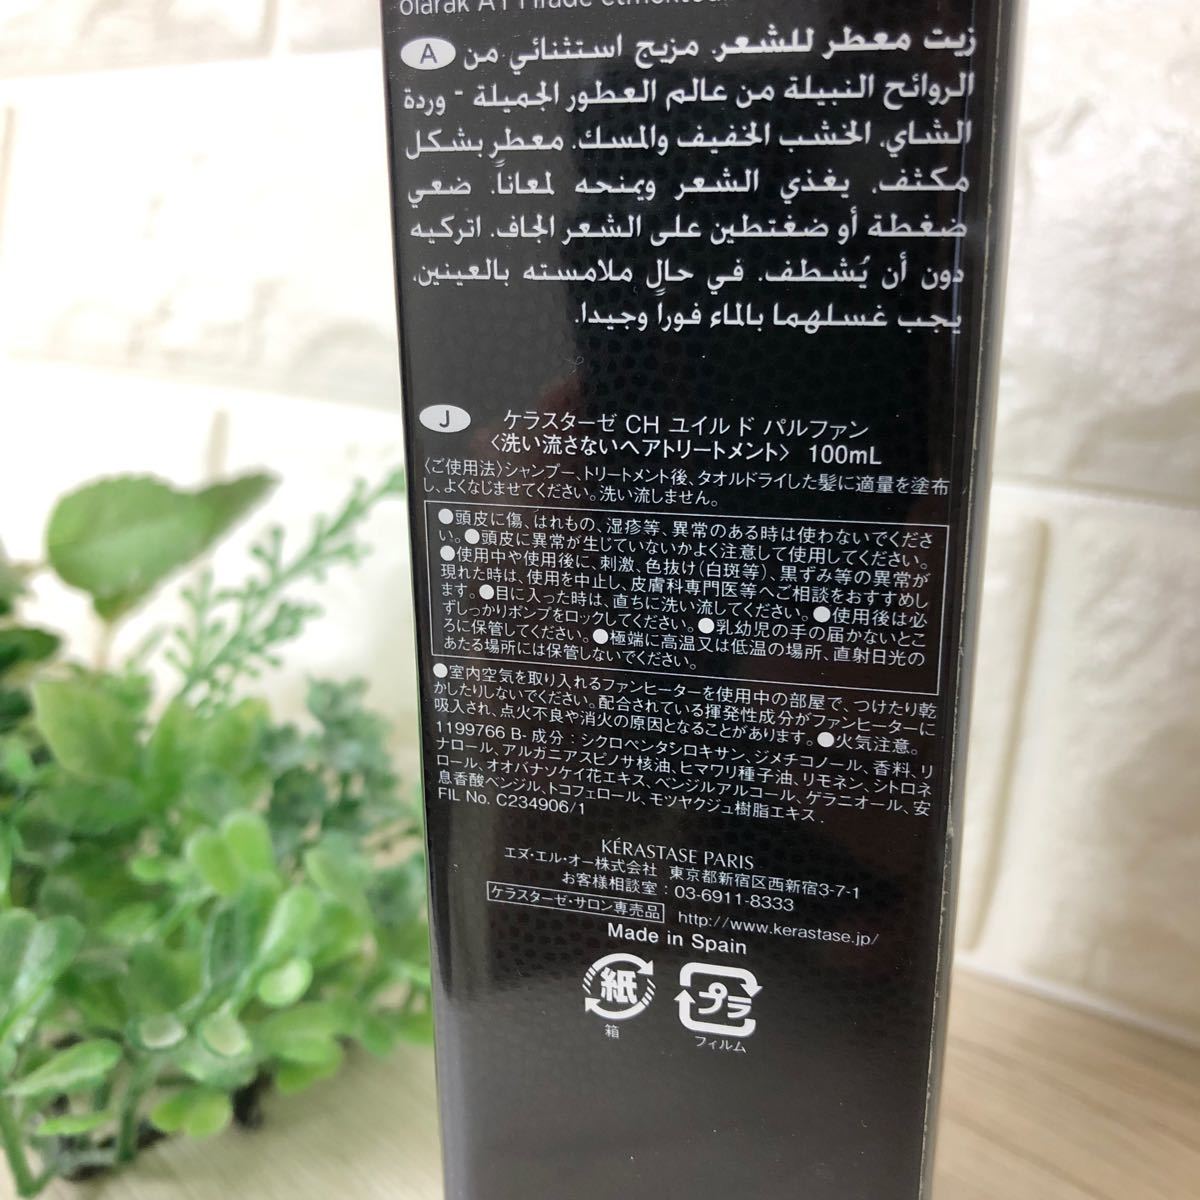 olarak
A زيت معطر للشعر. مزيج استثنائي من
الروائح النبيلة من عالم العطور الجميلة - وردة
الشاي، الخشب الخفيف والمسك. معطر بشكل
مكثف. يغذي الشعر ويمنحه لمعاناً. ضعي
ضغطة أو ضغتطين على الشعر الجاف. اتركيه
دون أن يُشطف. في حال ملامسته بالعينين،
يجب غسلهما بالماء فوراً وجيدا.
J ケラスターゼ CH ユイル ド パルファン
〈洗い流さないヘアトリートメント〉 100mL
〈ご使用法〉シャンプー、トリートメント後、タオルドライした髪に適量を塗布
し、よくなじませてください。洗い流しません。
●頭皮に傷、はれもの、湿疹等、異常のある時は使わないでくださ
い。●頭皮に異常が生じていないかよく注意して使用してください。
●使用中や使用後に、刺激、色抜け(白斑等)、黒ずみ等の異常が
現れた時は、使用を中止し、皮膚科専門医等へご相談をおすすめし
ます。●目に入った時は、直ちに洗い流してください。●使用後は必
ずしっかりポンプをロックしてください。●乳幼児の手の届かないとこ
ろに保管してください。●極端に高温又は低温の場所、直射日光の
あたる場所には保管しないでください。
●室内空気を取り入れるファンヒーターを使用中の部屋で、つけたり乾
かしたりしないでください。配合されている揮発性成分がファンヒーターに
吸入され、点火不良や消火の原因となることがあります。●火気注意。
1199766 B- 成分：シクロペンタシロキサン、ジメチコノール、香料、リ
ナロール、アルガニアスピノサ核油、ヒマワリ種子油、リモネン、シトロネ
ロール、オオバナソケイ花エキス、ベンジルアルコール、ゲラニオール、安
息香酸ベンジル、トコフェロール、モツヤクジュ樹脂エキス．
FIL No. C234906/1
KÉRASTASE PARIS
エヌ・エル・オー株式会社 東京都新宿区西新宿3-7-1
お客様相談室：03-6911-8333
ケラスターゼ・サロン専売品 http://www.kerastase.jp/
Made in Spain
紙 プラ
箱 フィルム